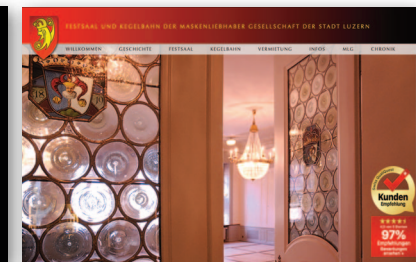 FESTSAAL UND KEGELBAHN DER MASKENLIEBHABER GESELLSCHAFT DER STADT LUZERN
WILLKOMMEN GESCHICHTE FESTSAAL KEGELBAHN VERMIETUNG INFOS MLG CHRONIK
Kunden
Empfehlung
97%
Empfehlungen